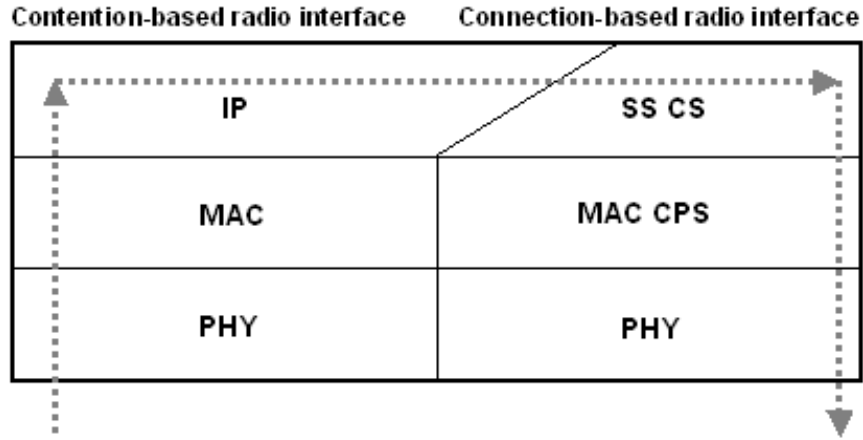 Contention-based radio interface
Connection-based radio interface
IP
SS CS
MAC
MAC CPS
PHY
PHY